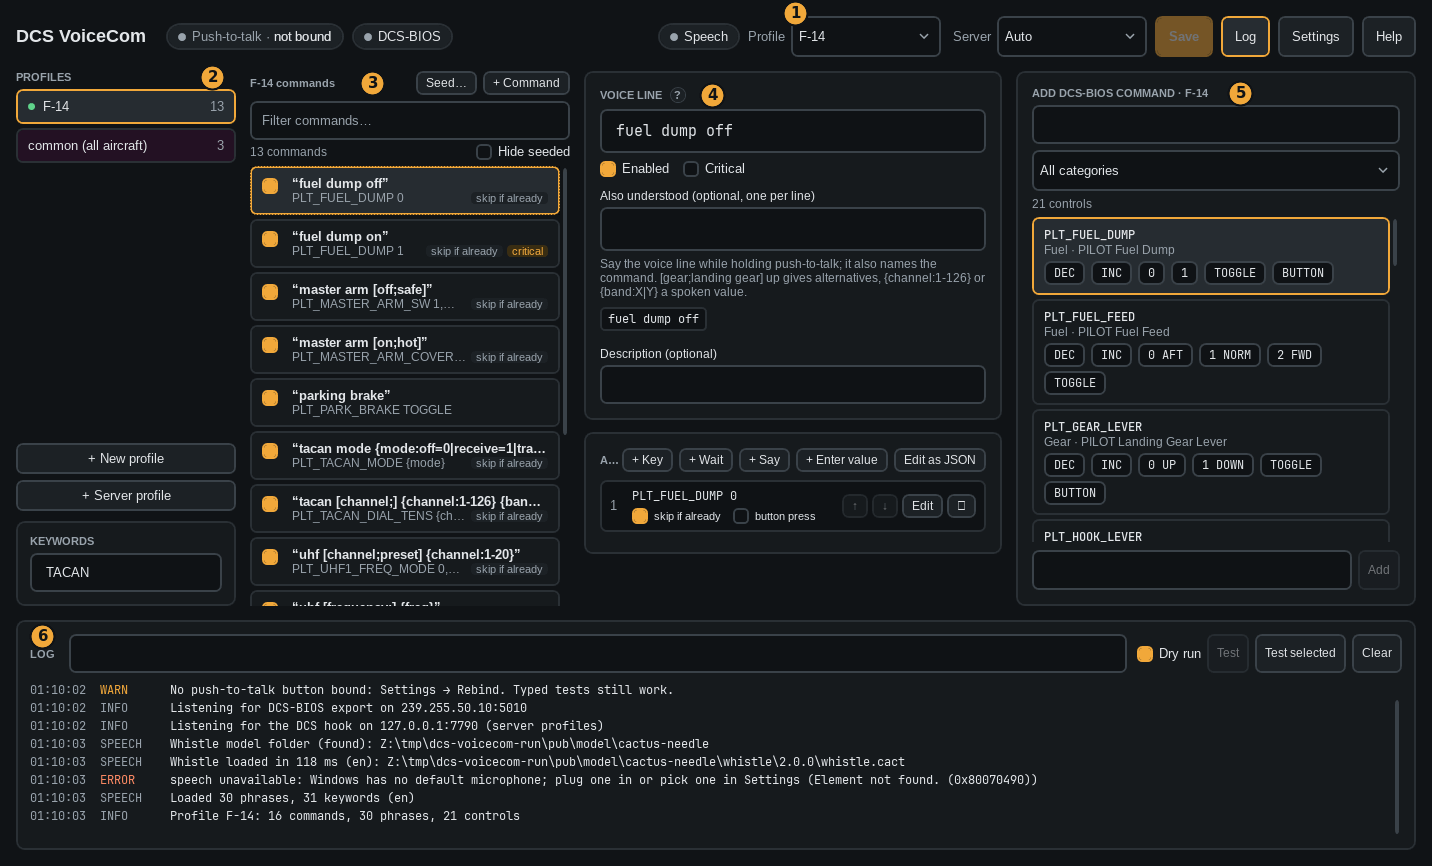 DCS VoiceCom
Push-to-talk · not bound
DCS-BIOS
Speech
Profile
1
F-14
Server
Auto
Save
Log
Settings
Help
PROFILES
2
F-14
13
common (all aircraft)
3
+ New profile
+ Server profile
KEYWORDS
TACAN
F-14 commands
3
Seed…
+ Command
Filter commands…
13 commands
Hide seeded
“fuel dump off”
PLT_FUEL_DUMP 0
skip if already
“fuel dump on”
PLT_FUEL_DUMP 1
skip if already
critical
“master arm [off;safe]”
PLT_MASTER_ARM_SW 1,…
skip if already
“master arm [on;hot]”
PLT_MASTER_ARM_COVER…
skip if already
“parking brake”
PLT_PARK_BRAKE TOGGLE
“tacan mode {mode:off=0|receive=1|tra…
PLT_TACAN_MODE {mode}
skip if already
“tacan [channel;] {channel:1-126} {ban…
PLT_TACAN_DIAL_TENS {ch…
skip if already
“uhf [channel;preset] {channel:1-20}”
PLT_UHF1_FREQ_MODE 0,…
skip if already
“uhf [frequency;] {freq}”
VOICE LINE
?
4
fuel dump off
Enabled
Critical
Also understood (optional, one per line)
Say the voice line while holding push-to-talk; it also names the
command. [gear;landing gear] up gives alternatives, {channel:1-126} or
{band:X|Y} a spoken value.
fuel dump off
Description (optional)
A…
+ Key
+ Wait
+ Say
+ Enter value
Edit as JSON
1
PLT_FUEL_DUMP 0
skip if already
button press
↑
↓
Edit
ADD DCS-BIOS COMMAND · F-14
5
All categories
21 controls
PLT_FUEL_DUMP
Fuel · PILOT Fuel Dump
DEC
INC
0
1
TOGGLE
BUTTON
PLT_FUEL_FEED
Fuel · PILOT Fuel Feed
DEC
INC
0 AFT
1 NORM
2 FWD
TOGGLE
PLT_GEAR_LEVER
Gear · PILOT Landing Gear Lever
DEC
INC
0 UP
1 DOWN
TOGGLE
BUTTON
PLT_HOOK_LEVER
Add
6
LOG
Dry run
Test
Test selected
Clear
01:10:02 WARN No push-to-talk button bound: Settings → Rebind. Typed tests still work.
01:10:02 INFO Listening for DCS-BIOS export on 239.255.50.10:5010
01:10:02 INFO Listening for the DCS hook on 127.0.0.1:7790 (server profiles)
01:10:03 SPEECH Whistle model folder (found): Z:\tmp\dcs-voicecom-run\pub\model\cactus-needle
01:10:03 SPEECH Whistle loaded in 118 ms (en): Z:\tmp\dcs-voicecom-run\pub\model\cactus-needle\whistle\2.0.0\whistle.cact
01:10:03 ERROR speech unavailable: Windows has no default microphone; plug one in or pick one in Settings (Element not found. (0x80070490))
01:10:03 SPEECH Loaded 30 phrases, 31 keywords (en)
01:10:03 INFO Profile F-14: 16 commands, 30 phrases, 21 controls